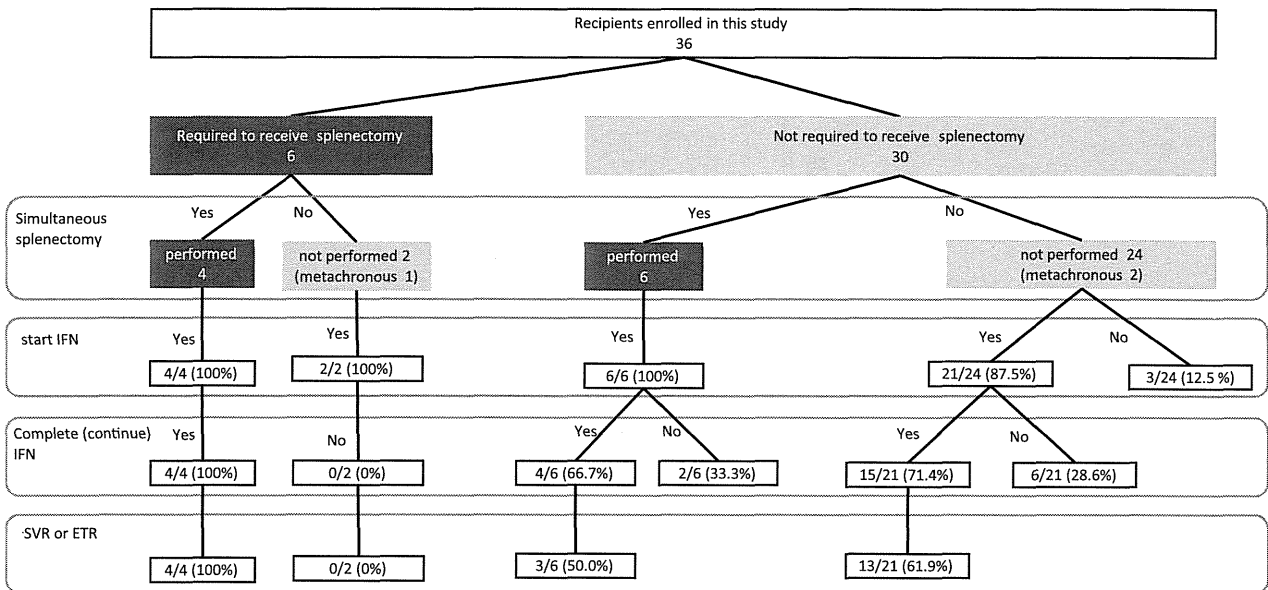 Recipients enrolled in this study
36
Required to receive splenectomy
6
Not required to receive splenectomy
30
Simultaneous
splenectomy
Yes
No
Yes
No
performed
4
not performed 2
(metachronous 1)
performed
6
not performed 24
(metachronous 2)
start IFN
Yes
Yes
Yes
Yes
No
4/4 (100%)
2/2 (100%)
6/6 (100%)
21/24 (87.5%)
3/24 (12.5 %)
Complete (continue)
IFN
Yes
No
Yes
No
Yes
No
4/4 (100%)
0/2 (0%)
4/6 (66.7%)
2/6 (33.3%)
15/21 (71.4%)
6/21 (28.6%)
SVR or ETR
4/4 (100%)
0/2 (0%)
3/6 (50.0%)
13/21 (61.9%)